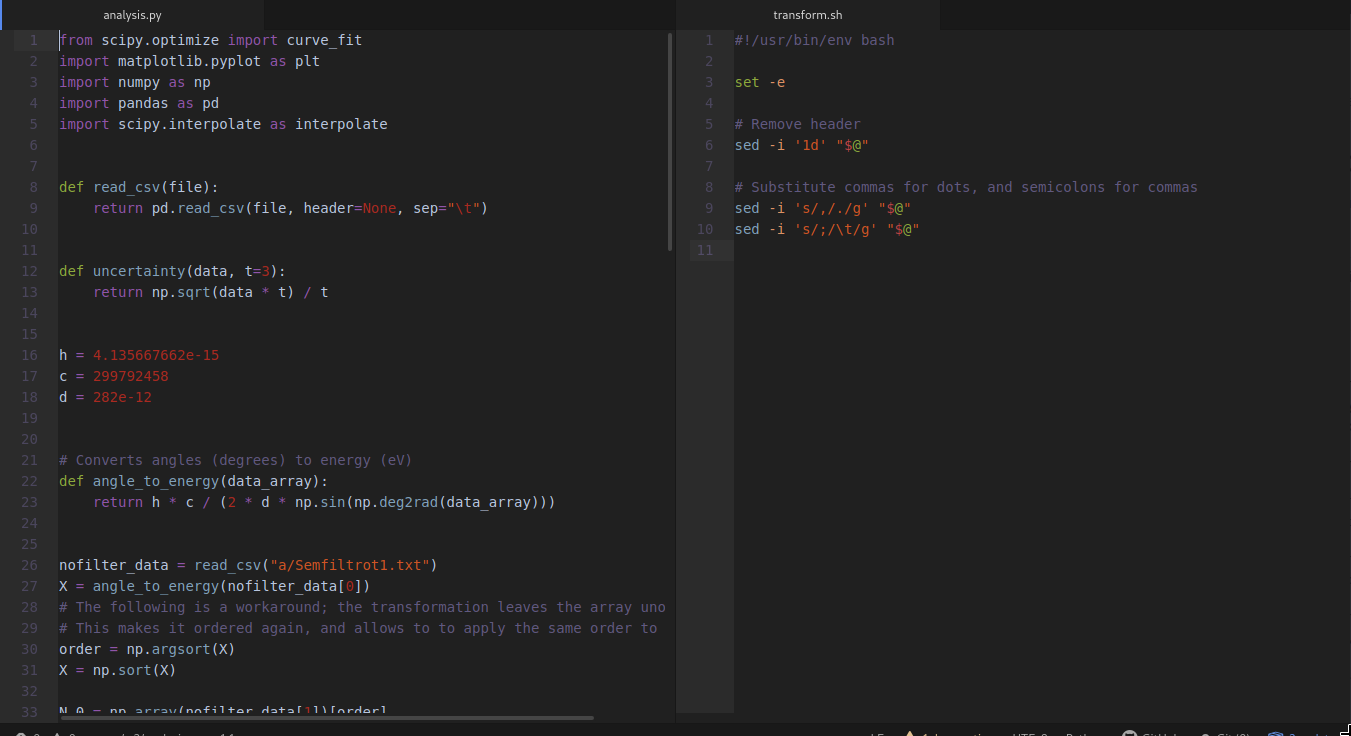 analysis.py
1 from scipy.optimize import curve_fit
2 import matplotlib.pyplot as plt
3 import numpy as np
4 import pandas as pd
5 import scipy.interpolate as interpolate
6
7
8 def read_csv(file):
9     return pd.read_csv(file, header=None, sep="\t")
10
11
12 def uncertainty(data, t=3):
13     return np.sqrt(data * t) / t
14
15
16 h = 4.135667662e-15
17 c = 299792458
18 d = 282e-12
19
20
21 # Converts angles (degrees) to energy (eV)
22 def angle_to_energy(data_array):
23     return h * c / (2 * d * np.sin(np.deg2rad(data_array)))
24
25
26 nofilter_data = read_csv("a/Semfiltrot1.txt")
27 X = angle_to_energy(nofilter_data[0])
28 # The following is a workaround; the transformation leaves the array uno
29 # This makes it ordered again, and allows to to apply the same order to
30 order = np.argsort(X)
31 X = np.sort(X)
32
33 N_0 = np.array(nofilter_data[1])[order]
transform.sh
1 #!/usr/bin/env bash
2
3 set -e
4
5 # Remove header
6 sed -i '1d' "$@"
7
8 # Substitute commas for dots, and semicolons for commas
9 sed -i 's/,/./g' "$@"
10 sed -i 's/;/\t/g' "$@"
11